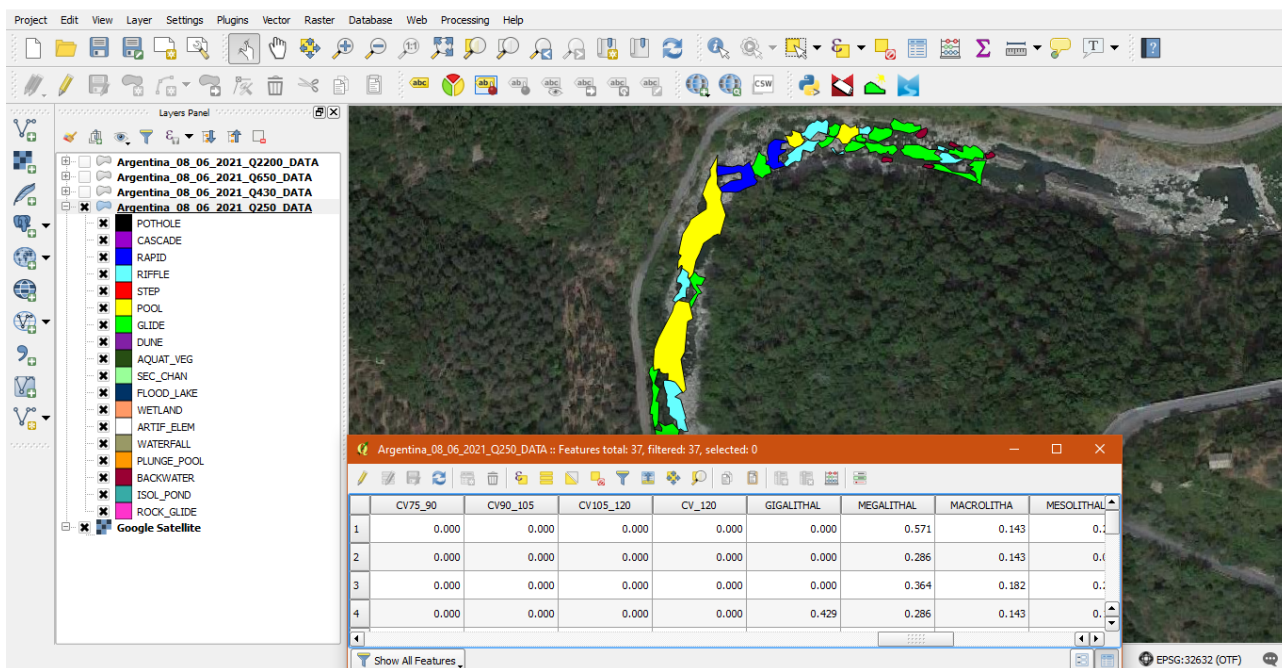 Project Edit View Layer Settings Plugins Vector Raster Database Web Processing Help
abc
CSW
Layers Panel
Argentina_08_06_2021_Q2200_DATA
Argentina_08_06_2021_Q650_DATA
Argentina_08_06_2021_Q430_DATA
Argentina_08_06_2021_Q250_DATA
POTHOLE
CASCADE
RAPID
RIFFLE
STEP
POOL
GLIDE
DUNE
AQUAT_VEG
SEC_CHAN
FLOOD_LAKE
WETLAND
ARTIF_ELEM
WATERFALL
PLUNGE_POOL
BACKWATER
ISOL_POND
ROCK_GLIDE
Google Satellite
Argentina_08_06_2021_Q250_DATA :: Features total: 37, filtered: 37, selected: 0
CV75_90 CV90_105 CV105_120 CV_120 GIGALITHAL MEGALITHAL MACROLITHA MESOLITHAL
1 0.000 0.000 0.000 0.000 0.000 0.571 0.143
2 0.000 0.000 0.000 0.000 0.000 0.286 0.143
3 0.000 0.000 0.000 0.000 0.000 0.364 0.182
4 0.000 0.000 0.000 0.000 0.429 0.286 0.143
Show All Features
EPSG:32632 (OTF)